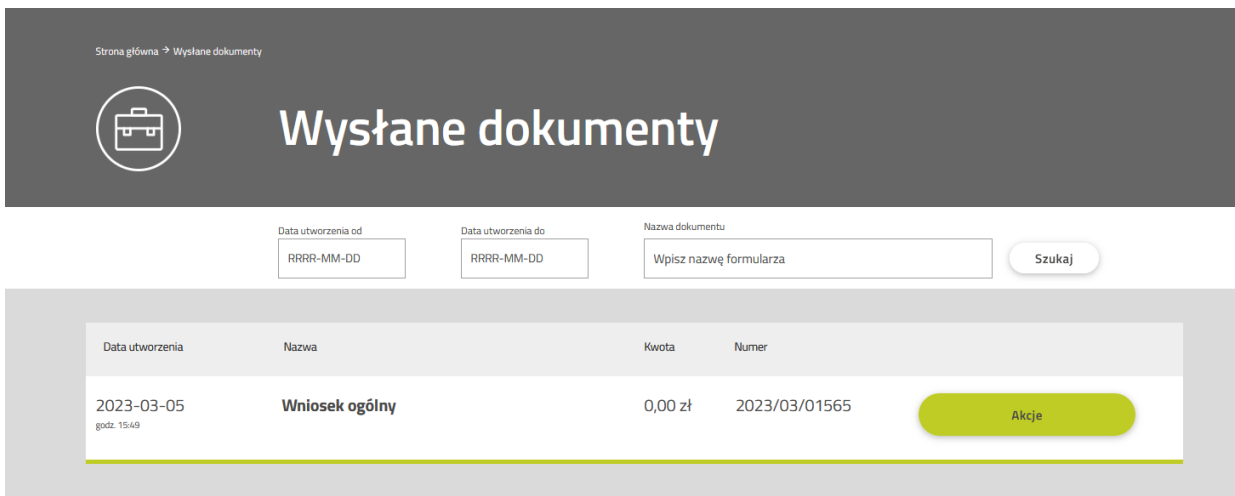 Strona główna → Wysłane dokumenty
Wysłane dokumenty
Data utworzenia od
Data utworzenia do
Nazwa dokumentu
RRRR-MM-DD
RRRR-MM-DD
Wpisz nazwę formularza
Szukaj
Data utworzenia Nazwa Kwota Numer
2023-03-05 Wniosek ogólny 0,00 zł 2023/03/01565 Akcje
godz. 15:49